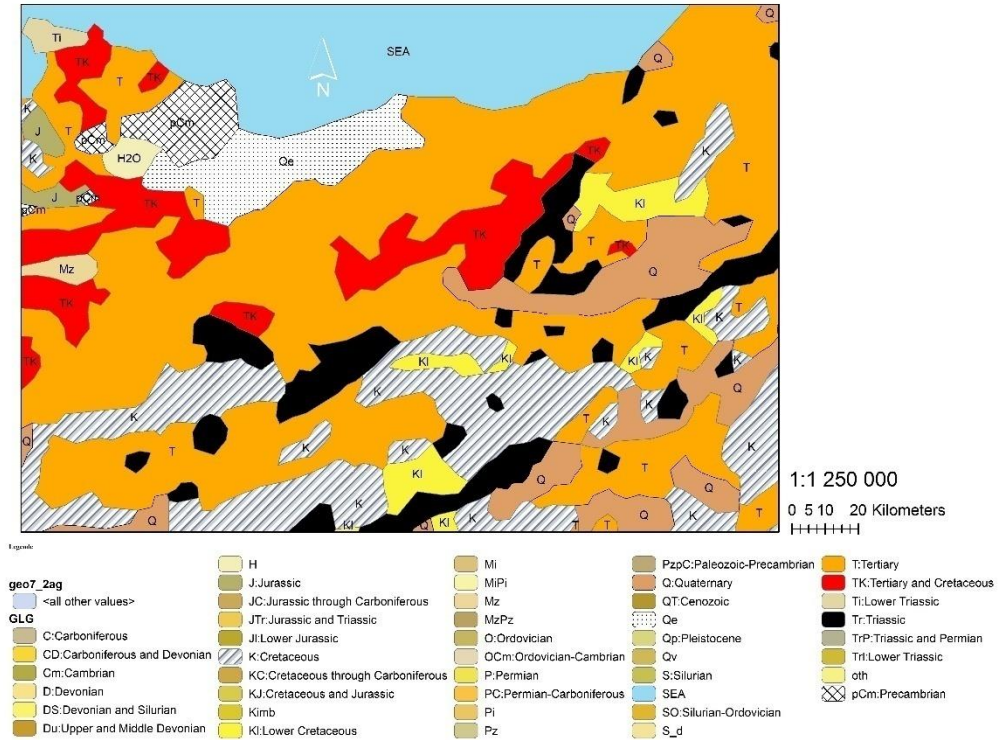 Ti
SEA
TK
T
TK
Q
N
K
pCm
T
J
pCm
K
K
H2O
Qe
T
TK
J
pCm
pCm
TK
T
Kl
Q
TK
T
TK
Q
T
Mz
TK
TK
Kl
K
T
TK
Kl
Kl
Kl
K
T
K
Q
K
K
T
K
K
Q
T
K
K
T
T
K
Kl
Q
K
K
Q
Kl
Q
Kl
K
T
T
Q
K
T
1:1 250 000
0 5 10 20 Kilometers
Legende
geo7_2ag
<all other values>
GLG
C:Carboniferous
CD:Carboniferous and Devonian
Cm:Cambrian
D:Devonian
DS:Devonian and Silurian
Du:Upper and Middle Devonian
H
J:Jurassic
JC:Jurassic through Carboniferous
JTr:Jurassic and Triassic
Jl:Lower Jurassic
K:Cretaceous
KC:Cretaceous through Carboniferous
KJ:Cretaceous and Jurassic
Kimb
Kl:Lower Cretaceous
Mi
MiPi
Mz
MzPz
O:Ordovician
OCm:Ordovician-Cambrian
P:Permian
PC:Permian-Carboniferous
Pi
Pz
PzpC:Paleozoic-Precambrian
Q:Quaternary
QT:Cenozoic
Qe
Qp:Pleistocene
Qv
S:Silurian
SEA
SO:Silurian-Ordovician
S_d
T:Tertiary
TK:Tertiary and Cretaceous
Ti:Lower Triassic
Tr:Triassic
TrP:Triassic and Permian
Trl:Lower Triassic
oth
pCm:Precambrian